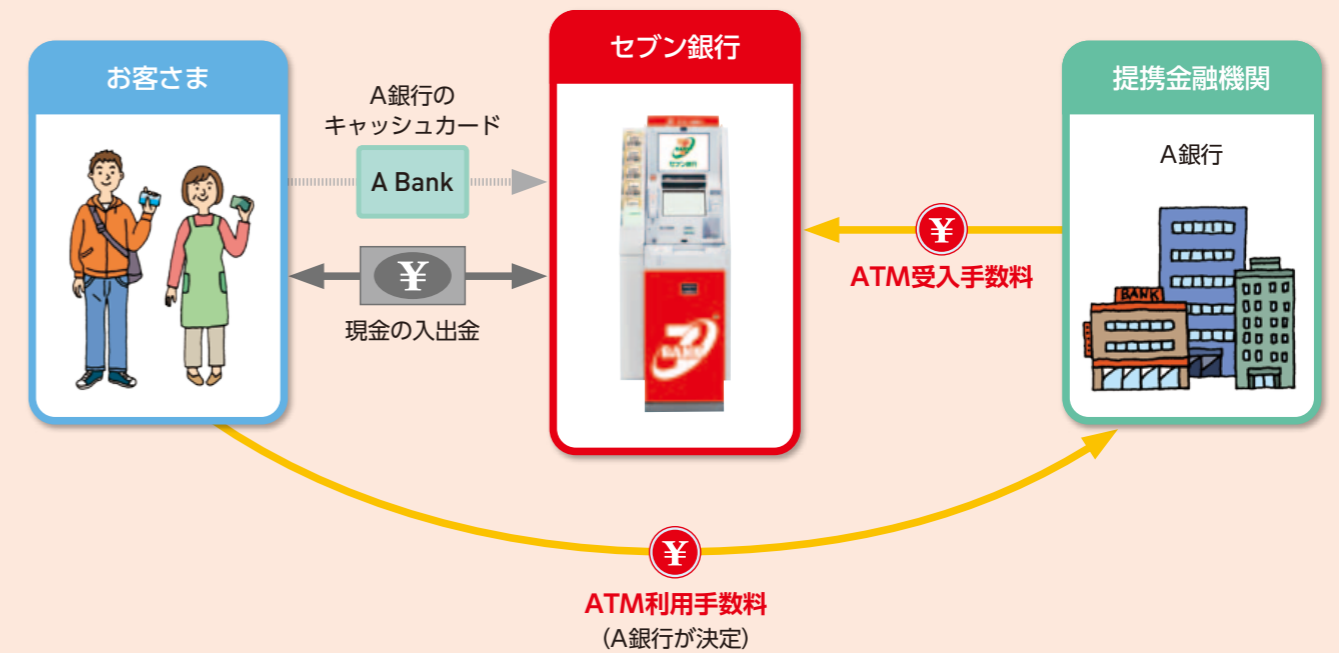 お客さま
A銀行の
キャッシュカード
A Bank
¥
現金の入出金
セブン銀行
セブン銀行
BANK
¥
ATM受入手数料
提携金融機関
A銀行
BANK
¥
ATM利用手数料
(A銀行が決定)